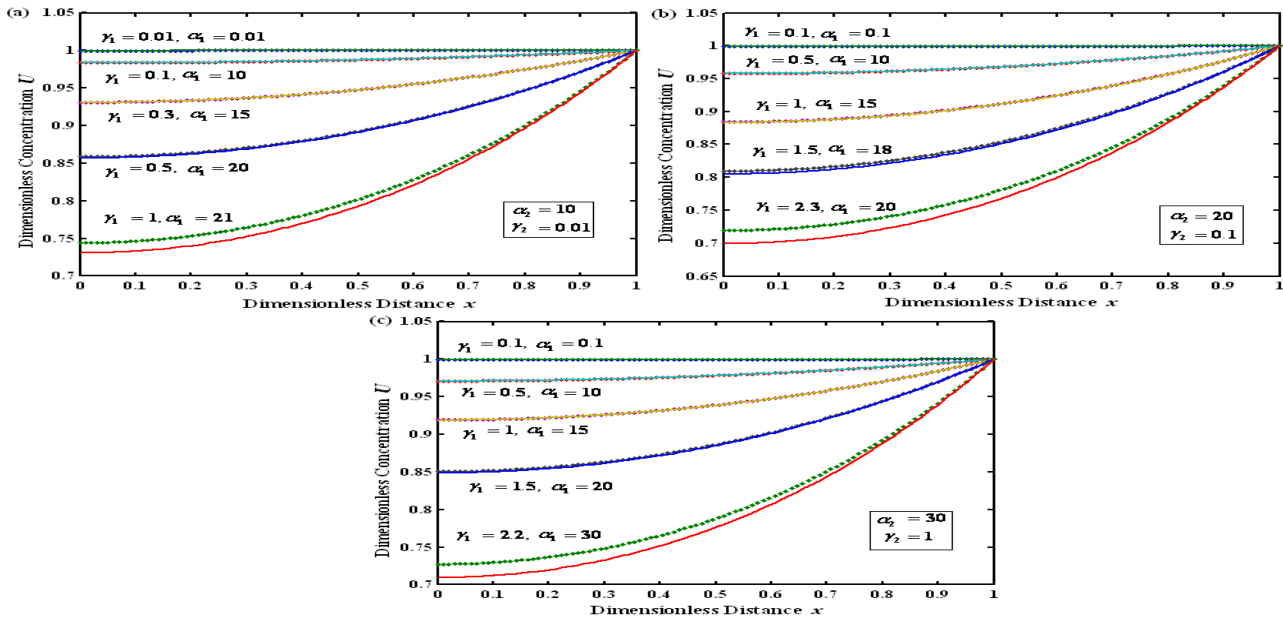 (a)
1.05
1
0.95
0.9
0.85
0.8
0.75
0.7
Dimensionless Concentration U
γ₁ = 0.01, α₁ = 0.01
γ₁ = 0.1, α₁ = 10
γ₁ = 0.3, α₁ = 15
γ₁ = 0.5, α₁ = 20
γ₁ = 1, α₁ = 21
α₂ = 10
γ₂ = 0.01
0 0.1 0.2 0.3 0.4 0.5 0.6 0.7 0.8 0.9 1
Dimensionless Distance x
(b)
1.05
1
0.95
0.9
0.85
0.8
0.75
0.7
0.65
Dimensionless Concentration U
γ₁ = 0.1, α₁ = 0.1
γ₁ = 0.5, α₁ = 10
γ₁ = 1, α₁ = 15
γ₁ = 1.5, α₁ = 18
γ₁ = 2.3, α₁ = 20
α₂ = 20
γ₂ = 0.1
0 0.1 0.2 0.3 0.4 0.5 0.6 0.7 0.8 0.9 1
Dimensionless Distance x
(c)
1.05
1
0.95
0.9
0.85
0.8
0.75
0.7
Dimensionless Concentration U
γ₁ = 0.1, α₁ = 0.1
γ₁ = 0.5, α₁ = 10
γ₁ = 1, α₁ = 15
γ₁ = 1.5, α₁ = 20
γ₁ = 2.2, α₁ = 30
α₂ = 30
γ₂ = 1
0 0.1 0.2 0.3 0.4 0.5 0.6 0.7 0.8 0.9 1
Dimensionless Distance x